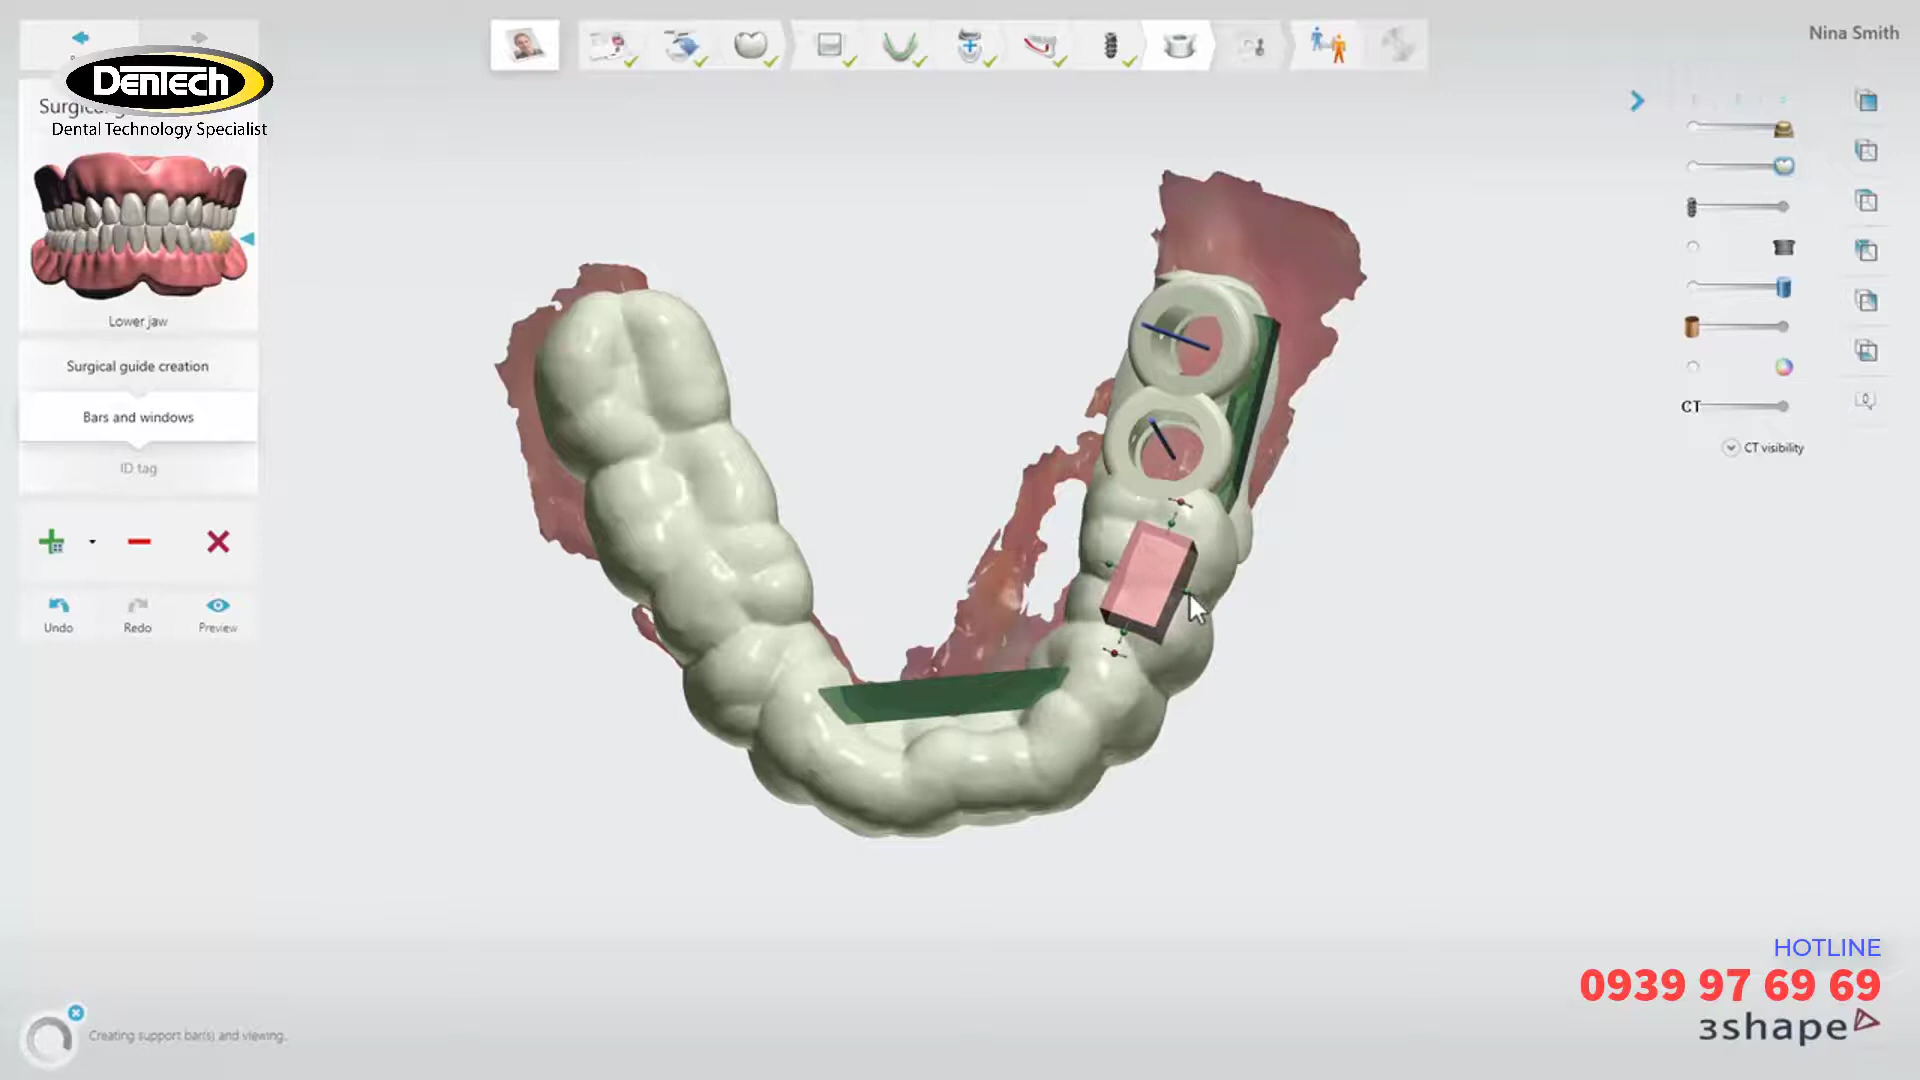 Nina Smith
DENTECH
Dental Technology Specialist
Lower jaw
Surgical guide creation
Bars and windows
ID tag
Undo
Redo
Preview
CT
CT visibility
HOTLINE
0939 97 69 69
3shape
Creating support bar(s) and viewing.